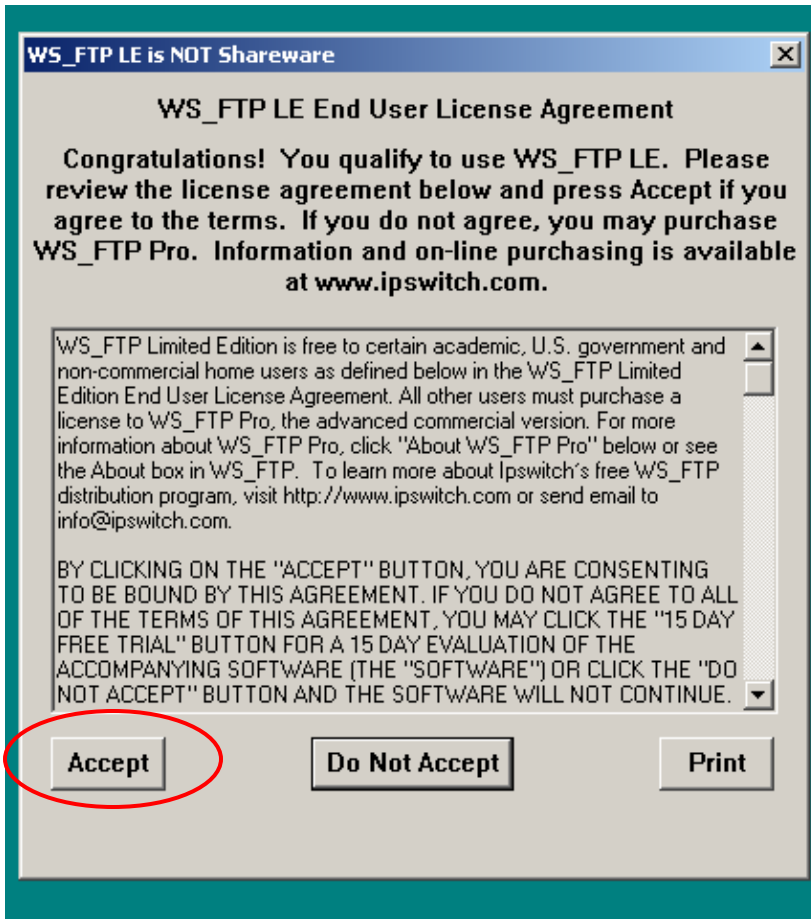 WS_FTP LE is NOT Shareware
WS_FTP LE End User License Agreement
Congratulations! You qualify to use WS_FTP LE. Please
review the license agreement below and press Accept if you
agree to the terms. If you do not agree, you may purchase
WS_FTP Pro. Information and on-line purchasing is available
at www.ipswitch.com.
WS_FTP Limited Edition is free to certain academic, U.S. government and
non-commercial home users as defined below in the WS_FTP Limited
Edition End User License Agreement. All other users must purchase a
license to WS_FTP Pro, the advanced commercial version. For more
information about WS_FTP Pro, click "About WS_FTP Pro" below or see
the About box in WS_FTP. To learn more about Ipswitch's free WS_FTP
distribution program, visit http://www.ipswitch.com or send email to
info@ipswitch.com.
BY CLICKING ON THE "ACCEPT" BUTTON, YOU ARE CONSENTING
TO BE BOUND BY THIS AGREEMENT. IF YOU DO NOT AGREE TO ALL
OF THE TERMS OF THIS AGREEMENT, YOU MAY CLICK THE "15 DAY
FREE TRIAL" BUTTON FOR A 15 DAY EVALUATION OF THE
ACCOMPANYING SOFTWARE (THE "SOFTWARE") OR CLICK THE "DO
NOT ACCEPT" BUTTON AND THE SOFTWARE WILL NOT CONTINUE.
Accept Do Not Accept Print